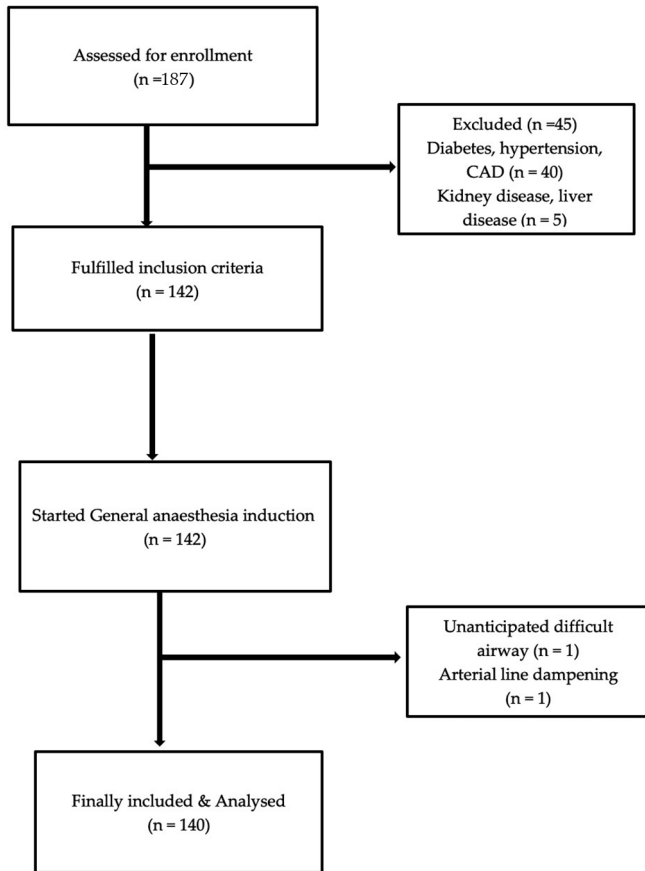 Assessed for enrollment
(n =187)
Excluded (n =45)
Diabetes, hypertension,
CAD (n = 40)
Kidney disease, liver
disease (n = 5)
Fulfilled inclusion criteria
(n = 142)
Started General anaesthesia induction
(n = 142)
Unanticipated difficult
airway (n = 1)
Arterial line dampening
(n = 1)
Finally included & Analysed
(n = 140)